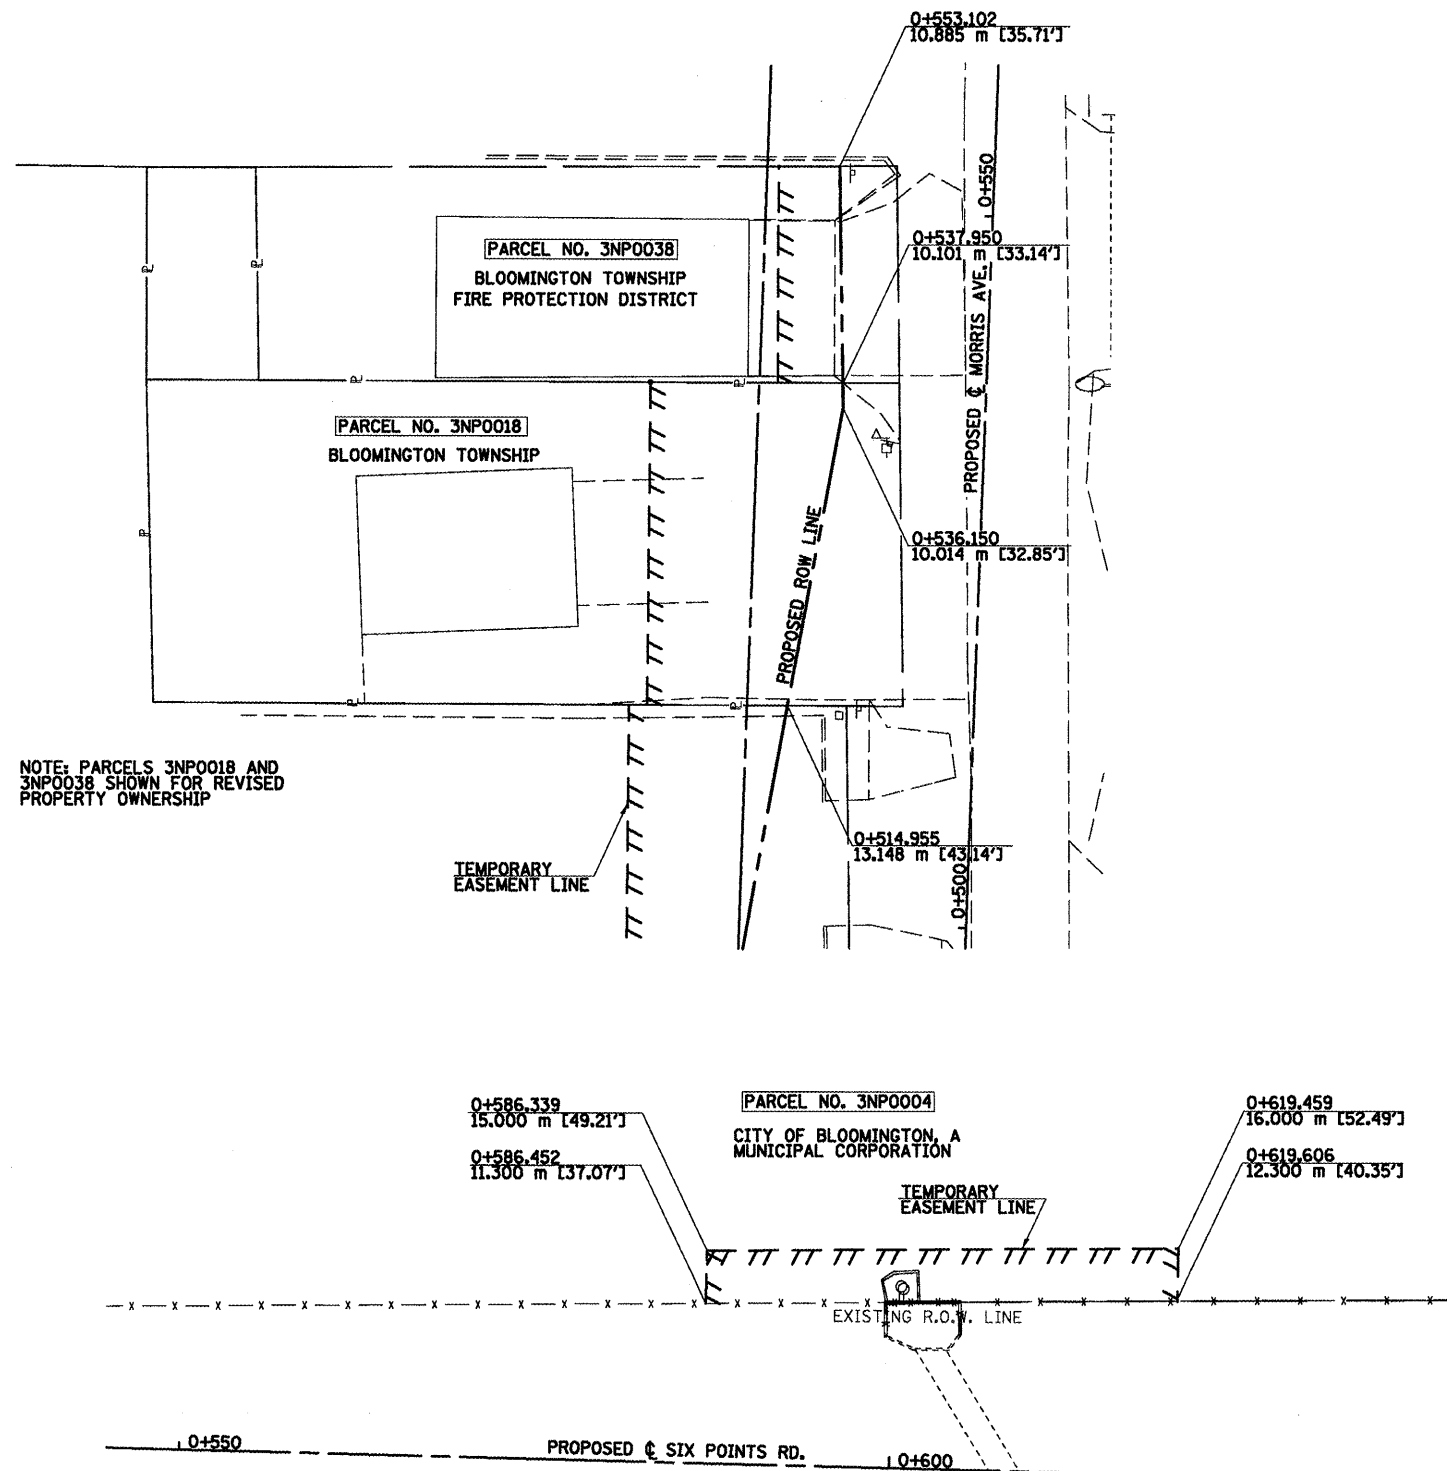 0+553.102
10.885 m [35.71']
0+550
0+537.950
10.101 m [33.14']
PARCEL NO. 3NP0038
BLOOMINGTON TOWNSHIP
FIRE PROTECTION DISTRICT
PROPOSED ℄ MORRIS AVE.
PARCEL NO. 3NP0018
BLOOMINGTON TOWNSHIP
PROPOSED ROW LINE
0+536.150
10.014 m [32.85']
NOTE: PARCELS 3NP0018 AND
3NP0038 SHOWN FOR REVISED
PROPERTY OWNERSHIP
0+514.955
13.148 m [43.14']
TEMPORARY
EASEMENT LINE
0+500
0+586.339
15.000 m [49.21']
0+586.452
11.300 m [37.07']
PARCEL NO. 3NP0004
CITY OF BLOOMINGTON, A
MUNICIPAL CORPORATION
0+619.459
16.000 m [52.49']
0+619.606
12.300 m [40.35']
TEMPORARY
EASEMENT LINE
EXISTING R.O.W. LINE
0+550
PROPOSED ℄ SIX POINTS RD.
0+600